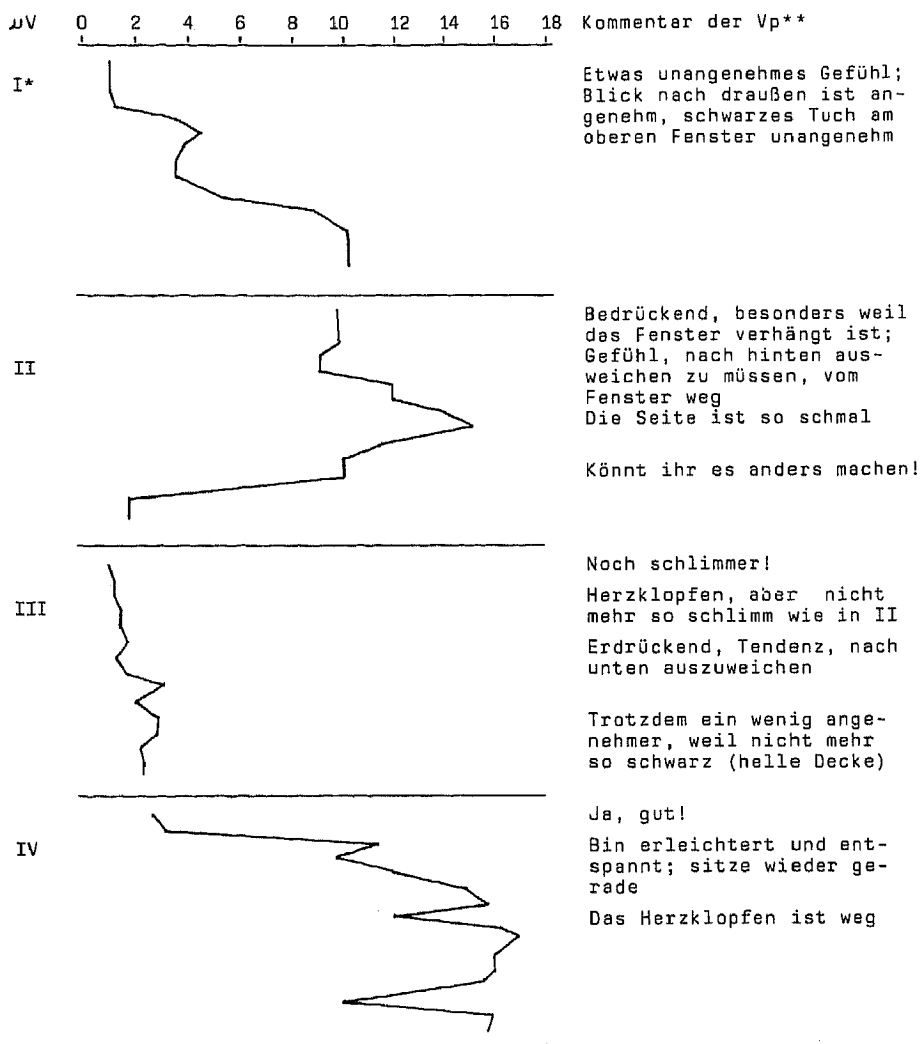 µV 0 2 4 6 8 10 12 14 16 18 Kommentar der Vp**
I*
Etwas unangenehmes Gefühl;
Blick nach draußen ist an-
genehm, schwarzes Tuch am
oberen Fenster unangenehm
II
Bedrückend, besonders weil
das Fenster verhängt ist;
Gefühl, nach hinten aus-
weichen zu müssen, vom
Fenster weg
Die Seite ist so schmal
Könnt ihr es anders machen!
III
Noch schlimmer!
Herzklopfen, aber nicht
mehr so schlimm wie in II
Erdrückend, Tendenz, nach
unten auszuweichen
Trotzdem ein wenig ange-
nehmer, weil nicht mehr
so schwarz (helle Decke)
IV
Ja, gut!
Bin erleichtert und ent-
spannt; sitze wieder ge-
rade
Das Herzklopfen ist weg